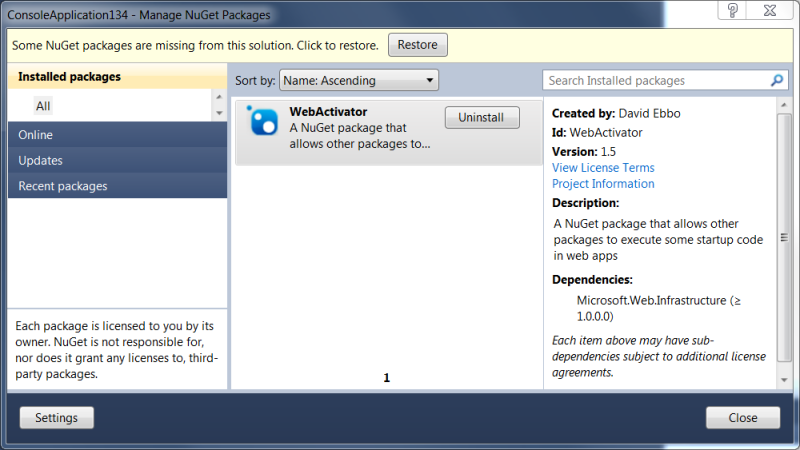 ConsoleApplication134 - Manage NuGet Packages
Some NuGet packages are missing from this solution. Click to restore. Restore
Installed packages
All
Online
Updates
Recent packages
Each package is licensed to you by its
owner. NuGet is not responsible for,
nor does it grant any licenses to, third-
party packages.
Settings
Sort by: Name: Ascending
WebActivator
Uninstall
A NuGet package that
allows other packages to...
1
Search Installed packages
Created by: David Ebbo
Id: WebActivator
Version: 1.5
View License Terms
Project Information
Description:
A NuGet package that allows other
packages to execute some startup code
in web apps
Dependencies:
Microsoft.Web.Infrastructure (≥
1.0.0.0)
Each item above may have sub-
dependencies subject to additional license
agreements.
Close